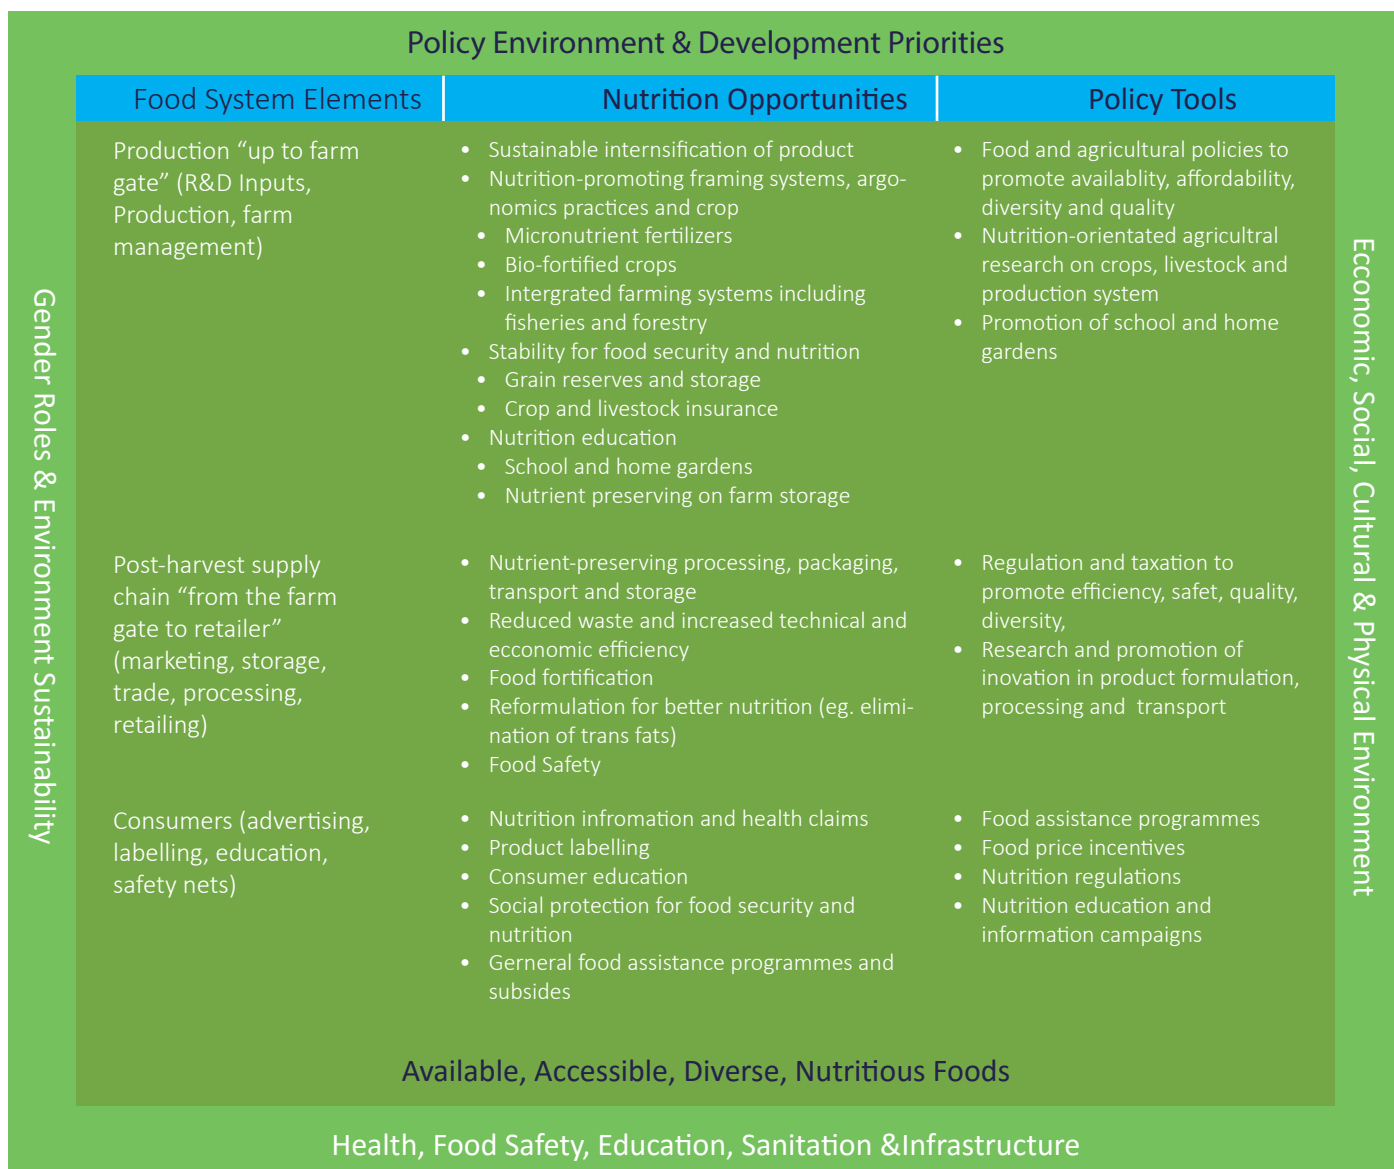 Policy Environment & Development Priorities
Food System Elements
Nutrition Opportunities
Policy Tools
Production “up to farm
gate” (R&D Inputs,
Production, farm
management)
• Sustainable internsification of product
• Nutrition-promoting framing systems, argo-
nomics practices and crop
• Micronutrient fertilizers
• Bio-fortified crops
• Intergrated farming systems including
fisheries and forestry
• Stability for food security and nutrition
• Grain reserves and storage
• Crop and livestock insurance
• Nutrition education
• School and home gardens
• Nutrient preserving on farm storage
• Food and agricultural policies to
promote availablity, affordability,
diversity and quality
• Nutrition-orientated agricultral
research on crops, livestock and
production system
• Promotion of school and home
gardens
Post-harvest supply
chain “from the farm
gate to retailer”
(marketing, storage,
trade, processing,
retailing)
• Nutrient-preserving processing, packaging,
transport and storage
• Reduced waste and increased technical and
ecconomic efficiency
• Food fortification
• Reformulation for better nutrition (eg. elimi-
nation of trans fats)
• Food Safety
• Regulation and taxation to
promote efficiency, safet, quality,
diversity,
• Research and promotion of
inovation in product formulation,
processing and transport
Consumers (advertising,
labelling, education,
safety nets)
• Nutrition infromation and health claims
• Product labelling
• Consumer education
• Social protection for food security and
nutrition
• Gerneral food assistance programmes and
subsides
• Food assistance programmes
• Food price incentives
• Nutrition regulations
• Nutrition education and
information campaigns
Available, Accessible, Diverse, Nutritious Foods
Gender Roles & Environment Sustainability
Ecconomic, Social, Cultural & Physical Environment
Health, Food Safety, Education, Sanitation &Infrastructure